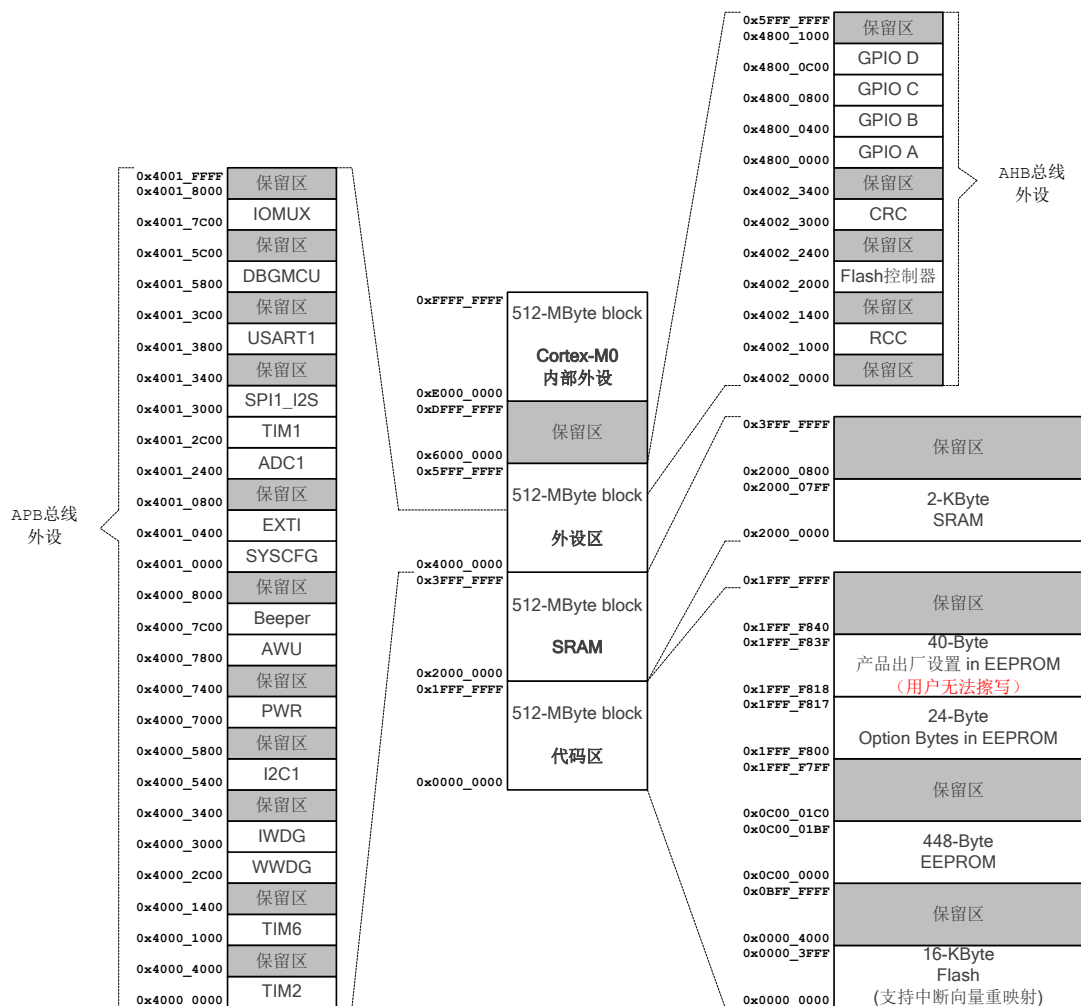 0x4001_FFFF
0x4001_8000
保留区
IOMUX
0x4001_7C00
保留区
0x4001_5C00
DBGMCU
0x4001_5800
保留区
0x4001_3C00
USART1
0x4001_3800
保留区
0x4001_3400
SPI1_I2S
0x4001_3000
TIM1
0x4001_2C00
ADC1
0x4001_2400
保留区
0x4001_0800
EXTI
0x4001_0400
SYSCFG
0x4001_0000
保留区
0x4000_8000
Beeper
0x4000_7C00
AWU
0x4000_7800
保留区
0x4000_7400
PWR
0x4000_7000
保留区
0x4000_5800
I2C1
0x4000_5400
保留区
0x4000_3400
IWDG
0x4000_3000
WWDG
0x4000_2C00
保留区
0x4000_1400
TIM6
0x4000_1000
保留区
0x4000_4000
TIM2
0x4000_0000
APB总线
外设
0xFFFF_FFFF
512-MByte block
Cortex-M0
内部外设
0xE000_0000
0xDFFF_FFFF
保留区
0x6000_0000
0x5FFF_FFFF
512-MByte block
外设区
0x4000_0000
0x3FFF_FFFF
512-MByte block
SRAM
0x2000_0000
0x1FFF_FFFF
512-MByte block
代码区
0x0000_0000
0x5FFF_FFFF
0x4800_1000
保留区
GPIO D
0x4800_0C00
GPIO C
0x4800_0800
GPIO B
0x4800_0400
GPIO A
0x4800_0000
保留区
0x4002_3400
CRC
0x4002_3000
保留区
0x4002_2400
Flash控制器
0x4002_2000
保留区
0x4002_1400
RCC
0x4002_1000
保留区
0x4002_0000
AHB总线
外设
0x3FFF_FFFF
保留区
0x2000_0800
0x2000_07FF
2-KByte
SRAM
0x2000_0000
0x1FFF_FFFF
保留区
0x1FFF_F840
0x1FFF_F83F
40-Byte
产品出厂设置 in EEPROM
（用户无法擦写）
0x1FFF_F818
0x1FFF_F817
24-Byte
Option Bytes in EEPROM
0x1FFF_F800
0x1FFF_F7FF
保留区
0x0C00_01C0
0x0C00_01BF
448-Byte
EEPROM
0x0C00_0000
0x0BFF_FFFF
保留区
0x0000_4000
0x0000_3FFF
16-KByte
Flash
(支持中断向量重映射)
0x0000_0000